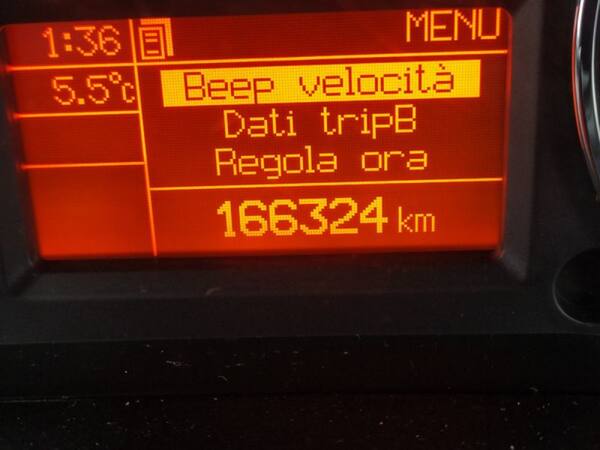 1:36 MENU
5.5°c
Beep velocità
Dati tripB
Regola ora
166324 km